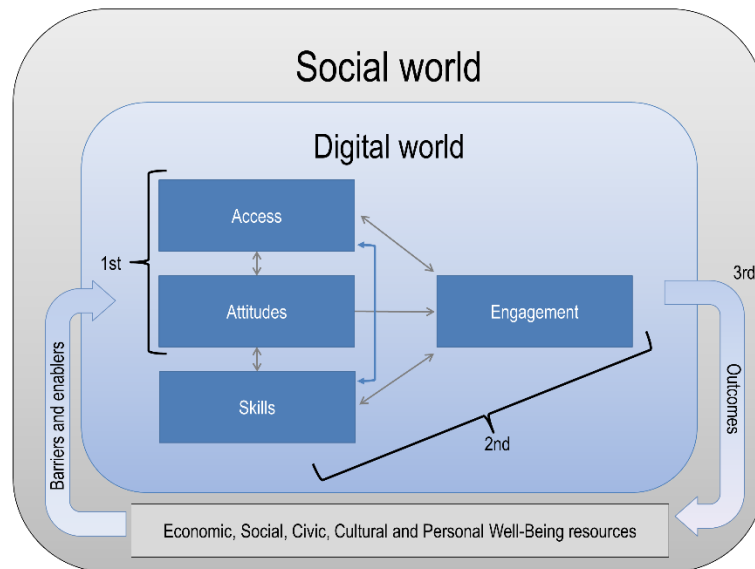 Social world
Digital world
Access
1st
3rd
Attitudes
Engagement
Barriers and enablers
Outcomes
Skills
2nd
Economic, Social, Civic, Cultural and Personal Well-Being resources